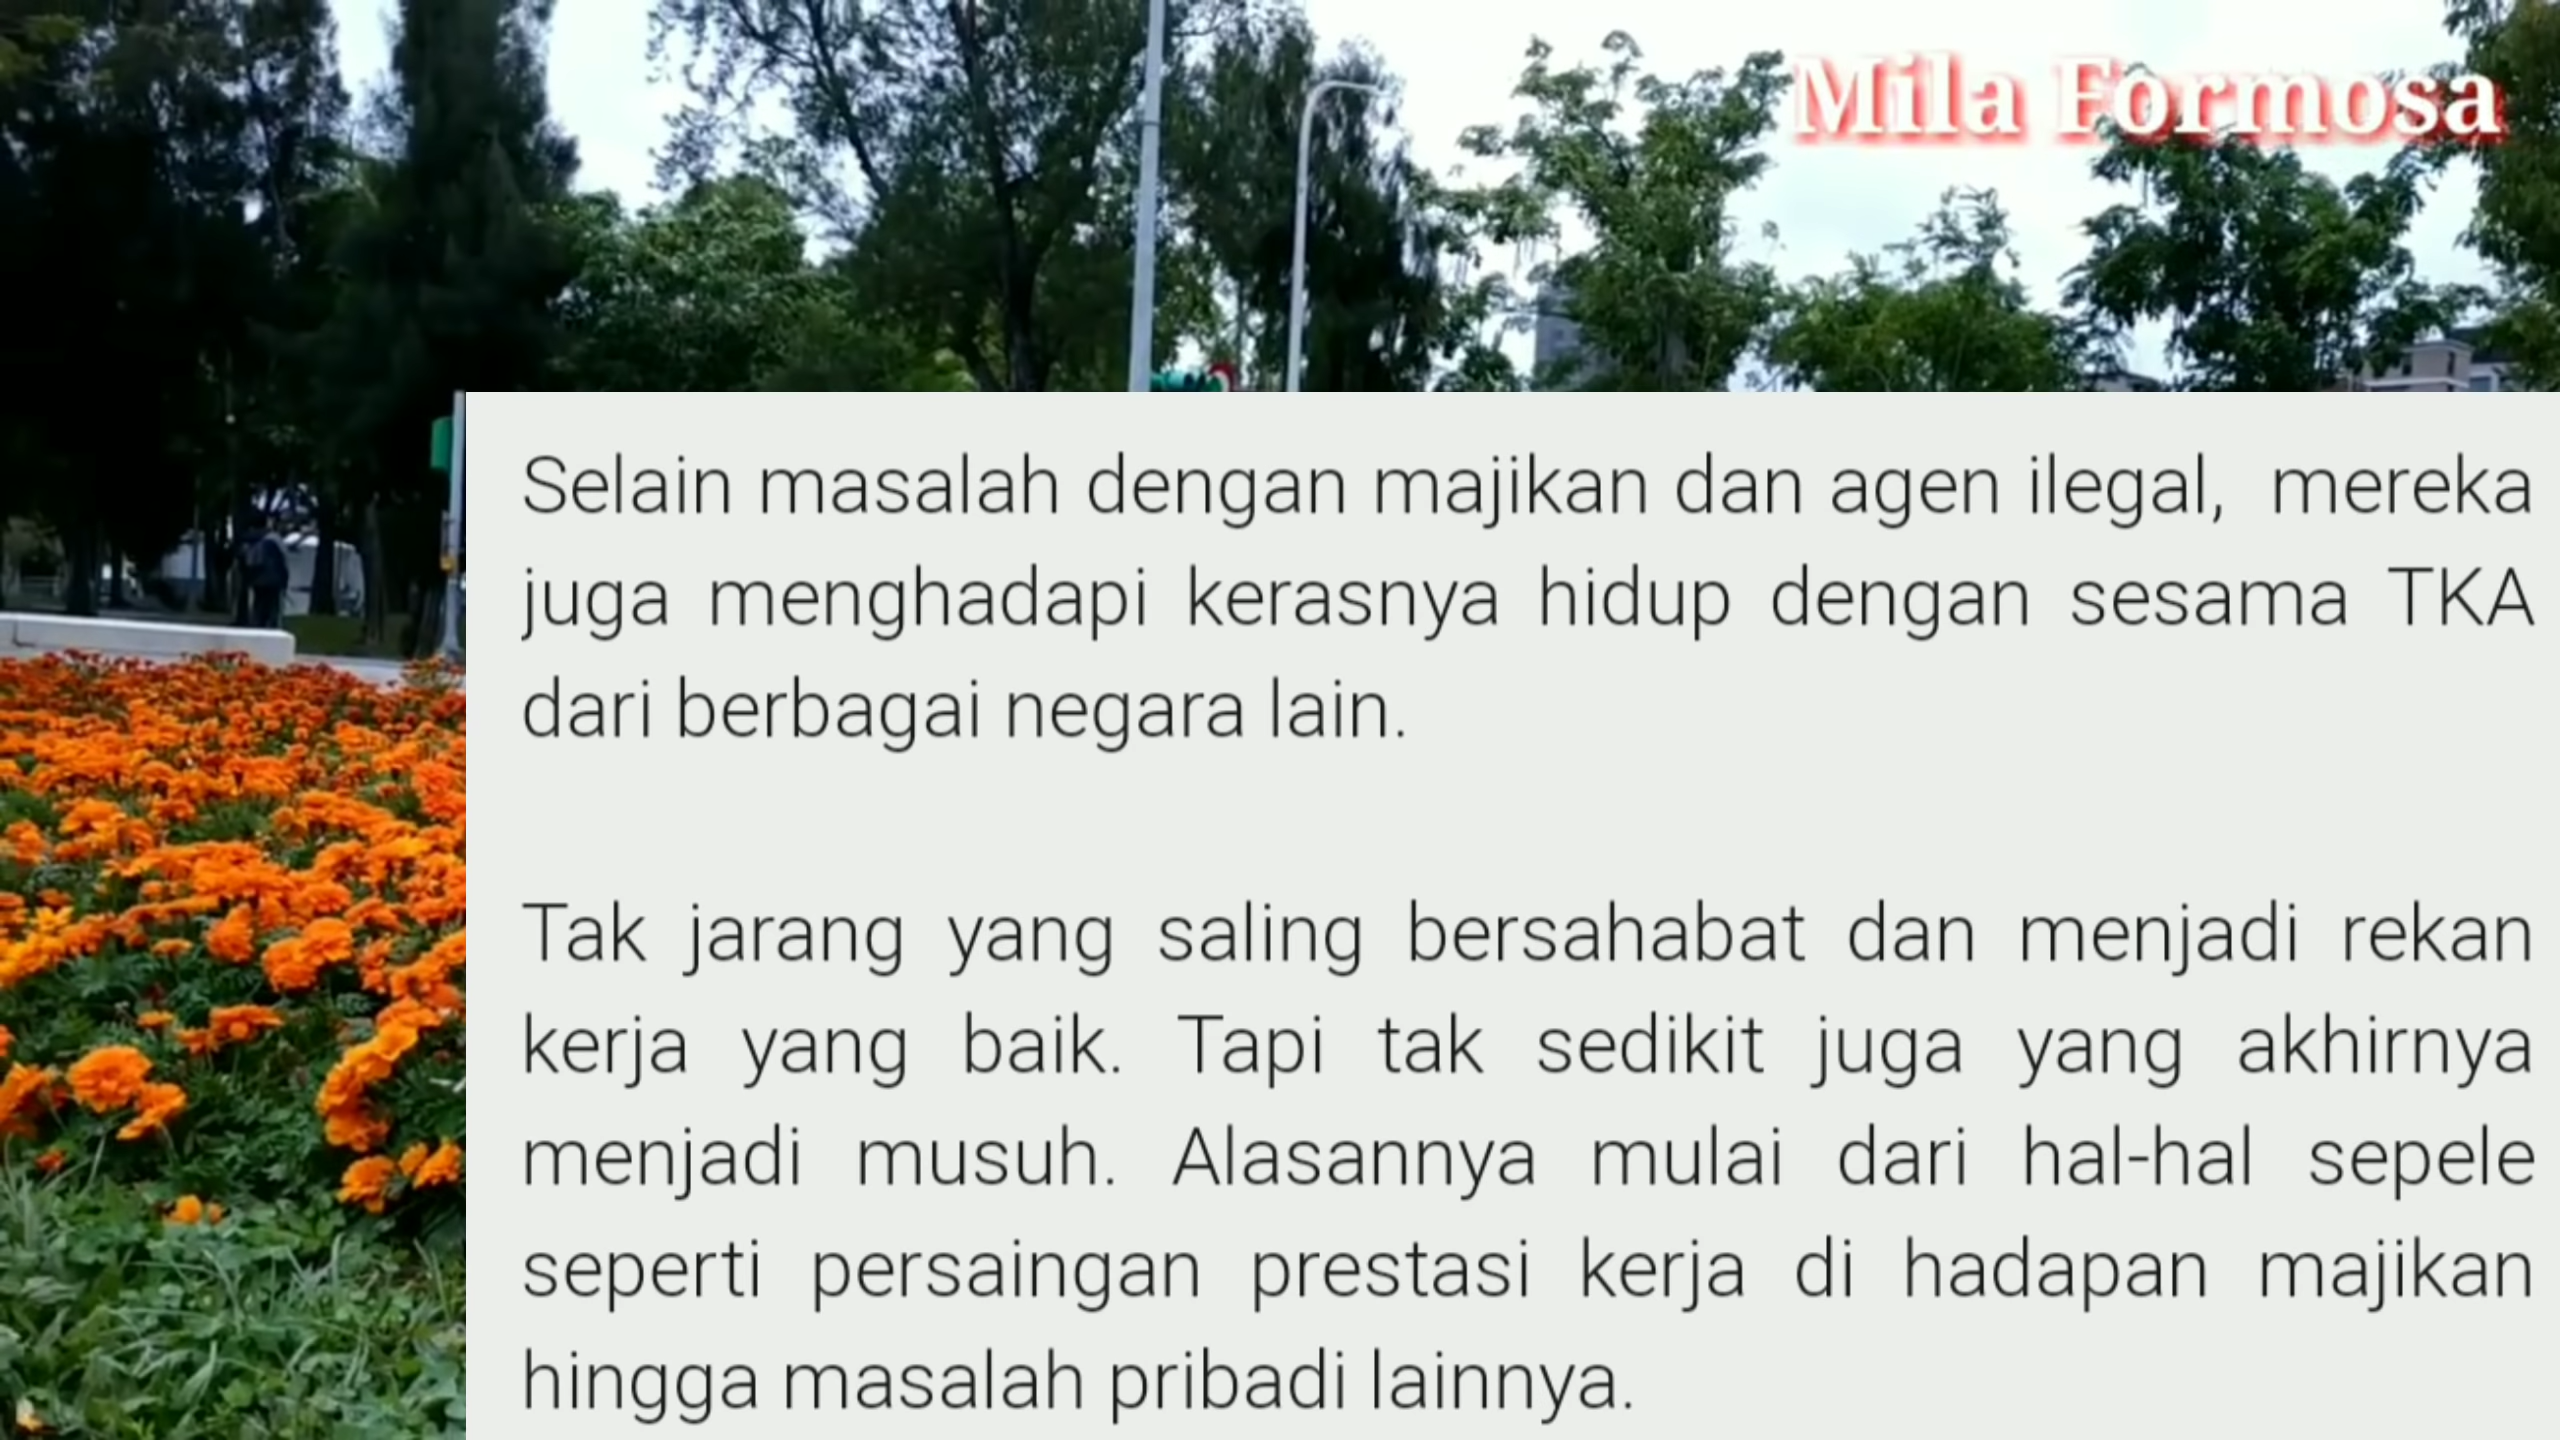 Mila Formosa
Selain masalah dengan majikan dan agen ilegal, mereka
juga menghadapi kerasnya hidup dengan sesama TKA
dari berbagai negara lain.
Tak jarang yang saling bersahabat dan menjadi rekan
kerja yang baik. Tapi tak sedikit juga yang akhirnya
menjadi musuh. Alasannya mulai dari hal-hal sepele
seperti persaingan prestasi kerja di hadapan majikan
hingga masalah pribadi lainnya.